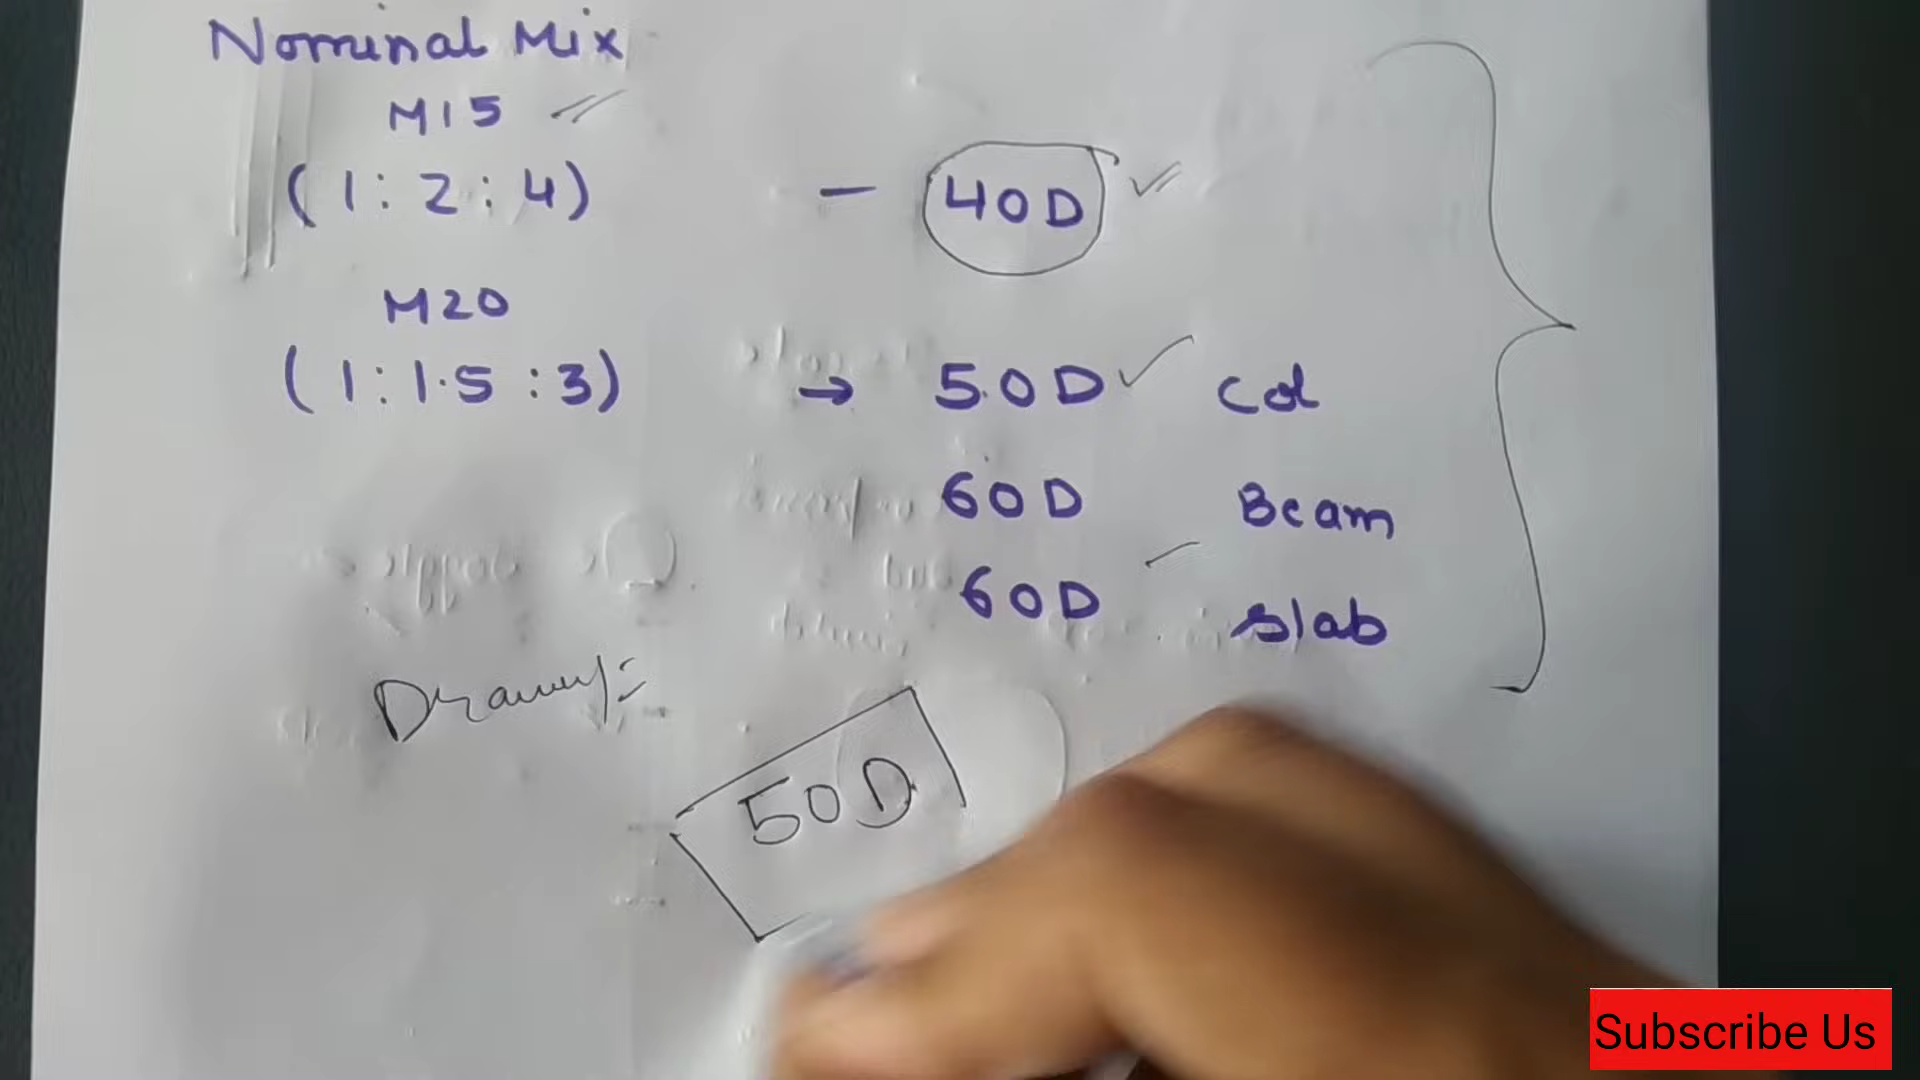 Nominal Mix
M15
(1:2:4) - 40D
M20
(1:1.5:3) → 50D Col
60D Beam
60D slab
50D
Subscribe Us